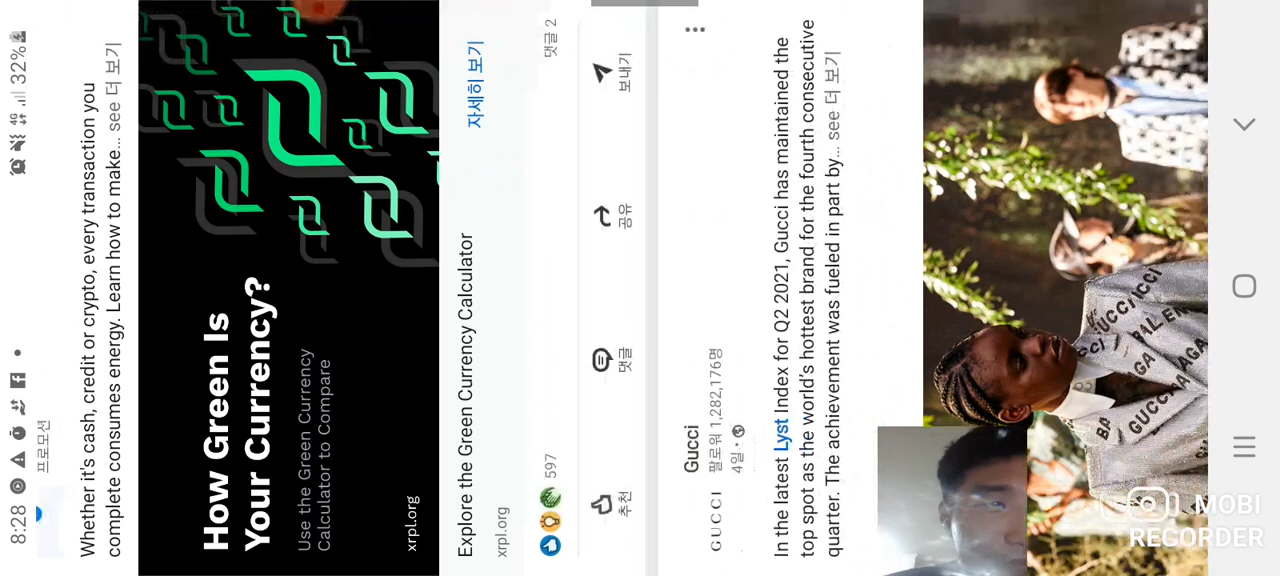 8:28
4G
32%
프로모션
Whether it's cash, credit or crypto, every transaction you
complete consumes energy. Learn how to make... see 더 보기
How Green Is
Your Currency?
Use the Green Currency
Calculator to Compare
xrpl.org
Explore the Green Currency Calculator
자세히 보기
xrpl.org
597
댓글 2
추천
댓글
공유
보내기
GUCCI
Gucci
팔로워 1,282,176명
4일 •
In the latest Lyst Index for Q2 2021, Gucci has maintained the
top spot as the world's hottest brand for the fourth consecutive
quarter. The achievement was fueled in part by... see 더 보기
MOBI
RECORDER